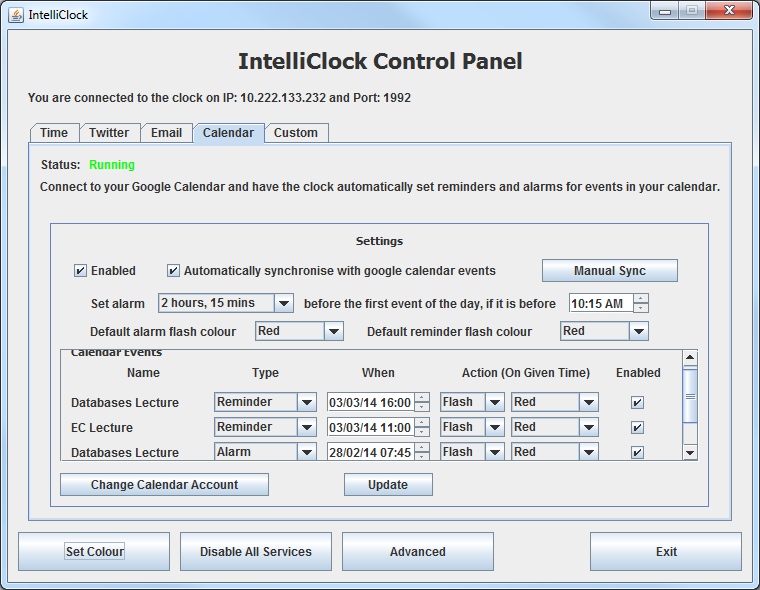 IntelliClock
IntelliClock Control Panel
You are connected to the clock on IP: 10.222.133.232 and Port: 1992
Time Twitter Email Calendar Custom
Status: Running
Connect to your Google Calendar and have the clock automatically set reminders and alarms for events in your calendar.
Settings
Enabled Automatically synchronise with google calendar events Manual Sync
Set alarm 2 hours, 15 mins before the first event of the day, if it is before 10:15 AM
Default alarm flash colour Red Default reminder flash colour Red
Calendar Events
Name Type When Action (On Given Time) Enabled
Databases Lecture Reminder 03/03/14 16:00 Flash Red
EC Lecture Reminder 03/03/14 11:00 Flash Red
Databases Lecture Alarm 28/02/14 07:45 Flash Red
Change Calendar Account Update
Set Colour Disable All Services Advanced Exit